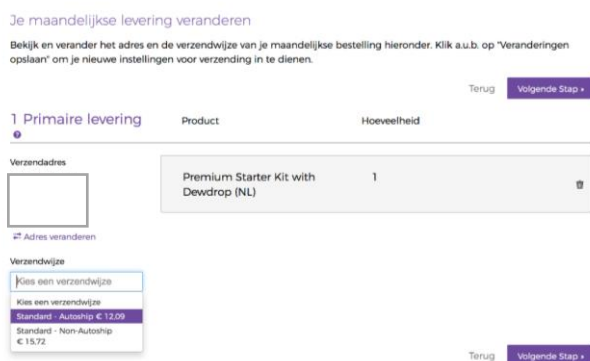 Je maandelijkse levering veranderen
Bekijk en verander het adres en de verzendwijze van je maandelijkse bestelling hieronder. Klik a.u.b. op "Veranderingen
opslaan" om je nieuwe instellingen voor verzending in te dienen.
Terug Volgende Stap »
1 Primaire levering Product Hoeveelheid
?
Verzendadres
Premium Starter Kit with 1
Dewdrop (NL)
Adres veranderen
Verzendwijze
Kies een verzendwijze
Kies een verzendwijze
Standard - Autoship € 12,09
Standard - Non-Autoship
€ 15,72
Terug Volgende Stap »